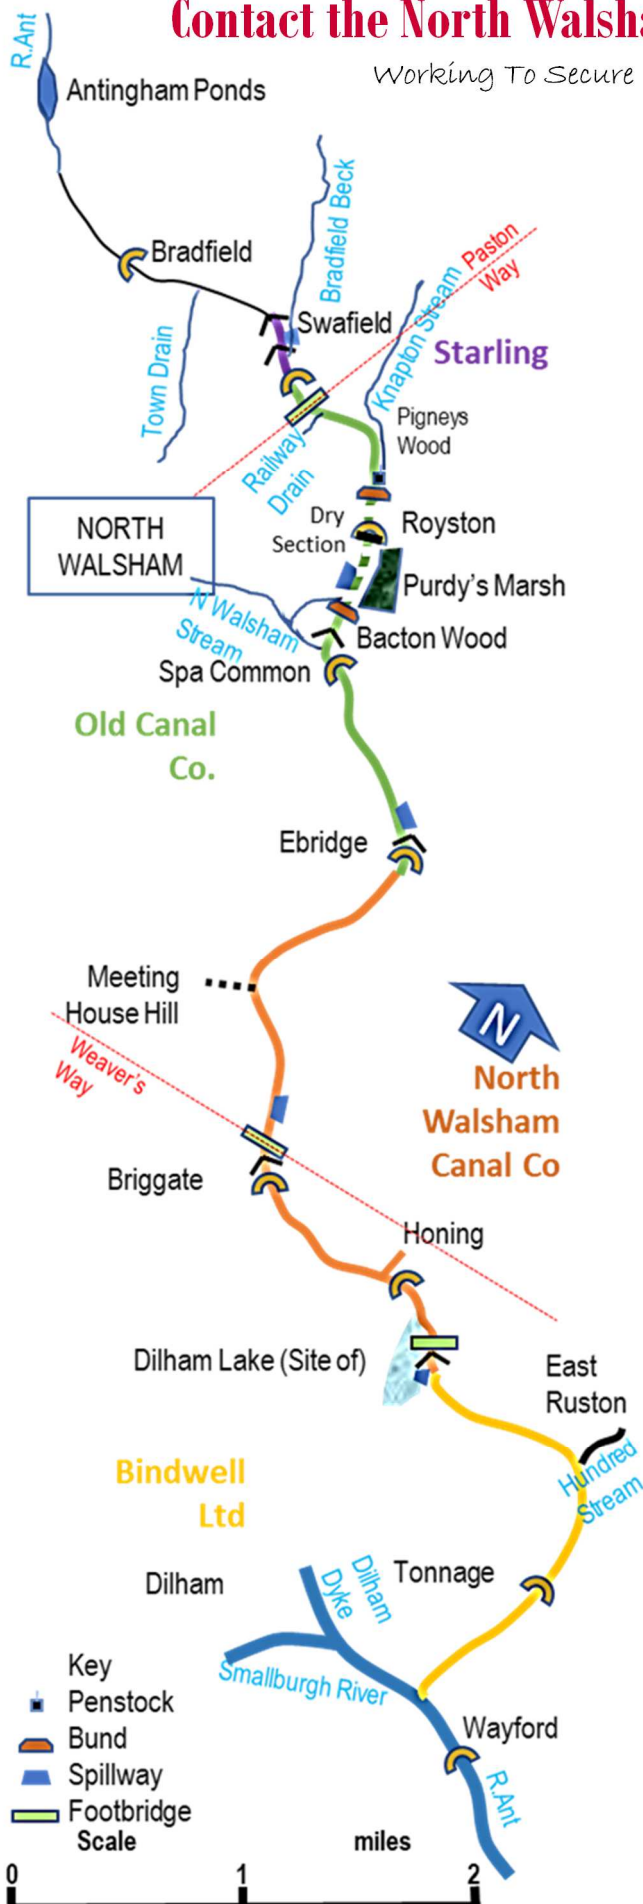 Contact the North Walsha
Working To Secure
R.Ant
Antingham Ponds
Bradfield Beck
Bradfield
Paston
Way
Swafield
Knapton Stream
Starling
Town Drain
Pigneys
Wood
Railway
Drain
NORTH
WALSHAM
Dry
Section
Royston
Purdy's Marsh
N Walsham
Stream
Bacton Wood
Spa Common
Old Canal
Co.
Ebridge
Meeting
House Hill
N
Weaver's
Way
North
Walsham
Canal Co
Briggate
Honing
Dilham Lake (Site of)
East
Ruston
Hundred
Stream
Bindwell
Ltd
Tonnage
Dilham
Dilham
Dyke
Smallburgh River
Wayford
R.Ant
Key
Penstock
Bund
Spillway
Footbridge
Scale miles
0 1 2